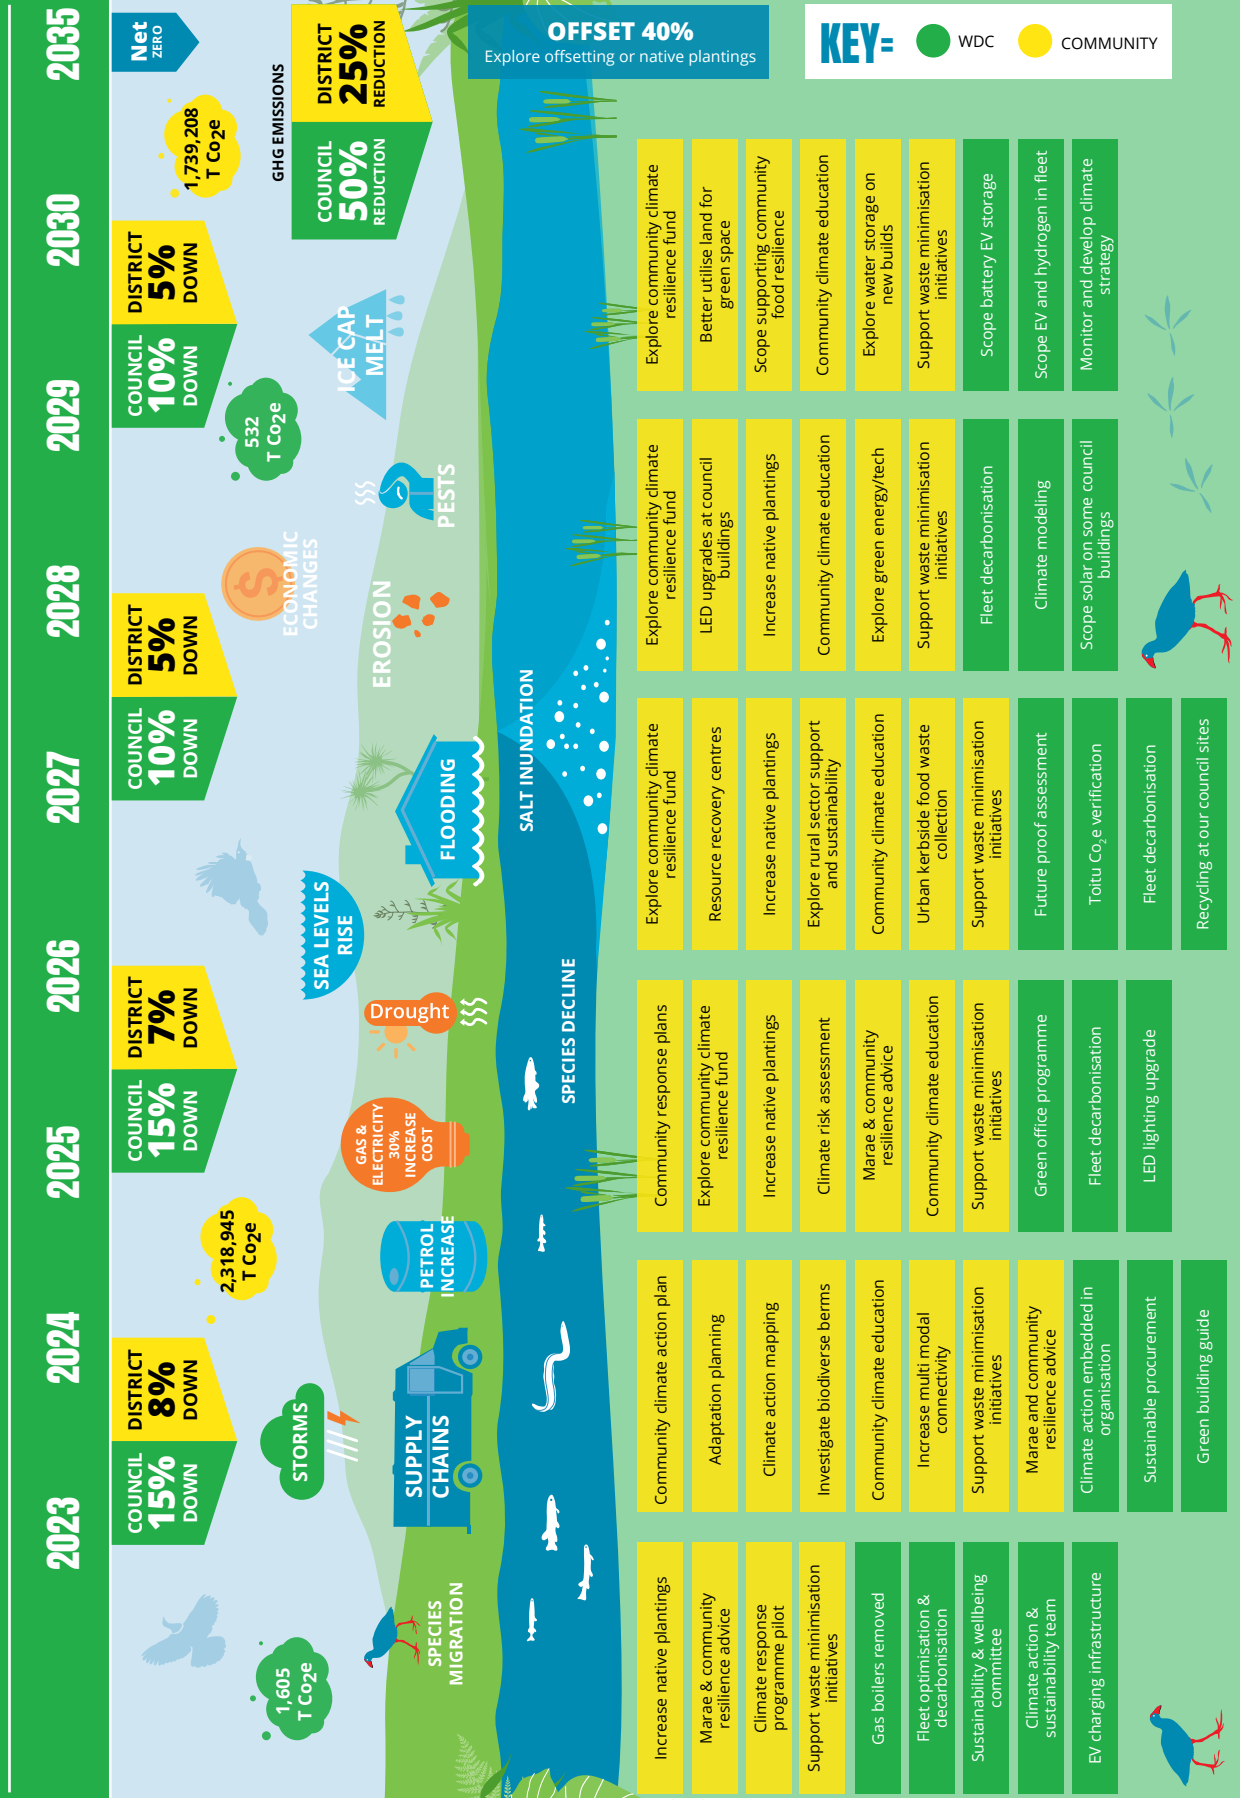 2023
2024
2025
2026
2027
2028
2029
2030
2035
COUNCIL
15%
DOWN
DISTRICT
8%
DOWN
COUNCIL
15%
DOWN
DISTRICT
7%
DOWN
COUNCIL
10%
DOWN
DISTRICT
5%
DOWN
COUNCIL
10%
DOWN
DISTRICT
5%
DOWN
Net
ZERO
1,605
T Co2e
2,318,945
T Co2e
532
T Co2e
1,739,208
T Co2e
GHG EMISSIONS
COUNCIL
50%
REDUCTION
DISTRICT
25%
REDUCTION
OFFSET 40%
Explore offsetting or native plantings
KEY=
WDC
COMMUNITY
SPECIES
MIGRATION
STORMS
SUPPLY
CHAINS
PETROL
INCREASE
GAS &
ELECTRICITY
30%
INCREASE
COST
Drought
SEA LEVELS
RISE
FLOODING
EROSION
ECONOMIC
CHANGES
PESTS
ICE CAP
MELT
SPECIES DECLINE
SALT INUNDATION
Increase native plantings
Marae & community
resilience advice
Climate response
programme pilot
Support waste minimisation
initiatives
Gas boilers removed
Fleet optimisation &
decarbonisation
Sustainability & wellbeing
committee
Climate action &
sustainability team
EV charging infrastructure
Community climate action plan
Adaptation planning
Climate action mapping
Investigate biodiverse berms
Community climate education
Increase multi modal
connectivity
Support waste minimisation
initiatives
Marae and community
resilience advice
Climate action embedded in
organisation
Sustainable procurement
Green building guide
Community response plans
Explore community climate
resilience fund
Increase native plantings
Climate risk assessment
Marae & community
resilience advice
Community climate education
Support waste minimisation
initiatives
Green office programme
Fleet decarbonisation
LED lighting upgrade
Explore community climate
resilience fund
Resource recovery centres
Increase native plantings
Explore rural sector support
and sustainability
Community climate education
Urban kerbside food waste
collection
Support waste minimisation
initiatives
Future proof assessment
Toitu Co2e verification
Fleet decarbonisation
Recycling at our council sites
Explore community climate
resilience fund
LED upgrades at council
buildings
Increase native plantings
Community climate education
Explore green energy/tech
Support waste minimisation
initiatives
Fleet decarbonisation
Climate modeling
Scope solar on some council
buildings
Explore community climate
resilience fund
Better utilise land for
green space
Scope supporting community
food resilience
Community climate education
Explore water storage on
new builds
Support waste minimisation
initiatives
Scope battery EV storage
Scope EV and hydrogen in fleet
Monitor and develop climate
strategy